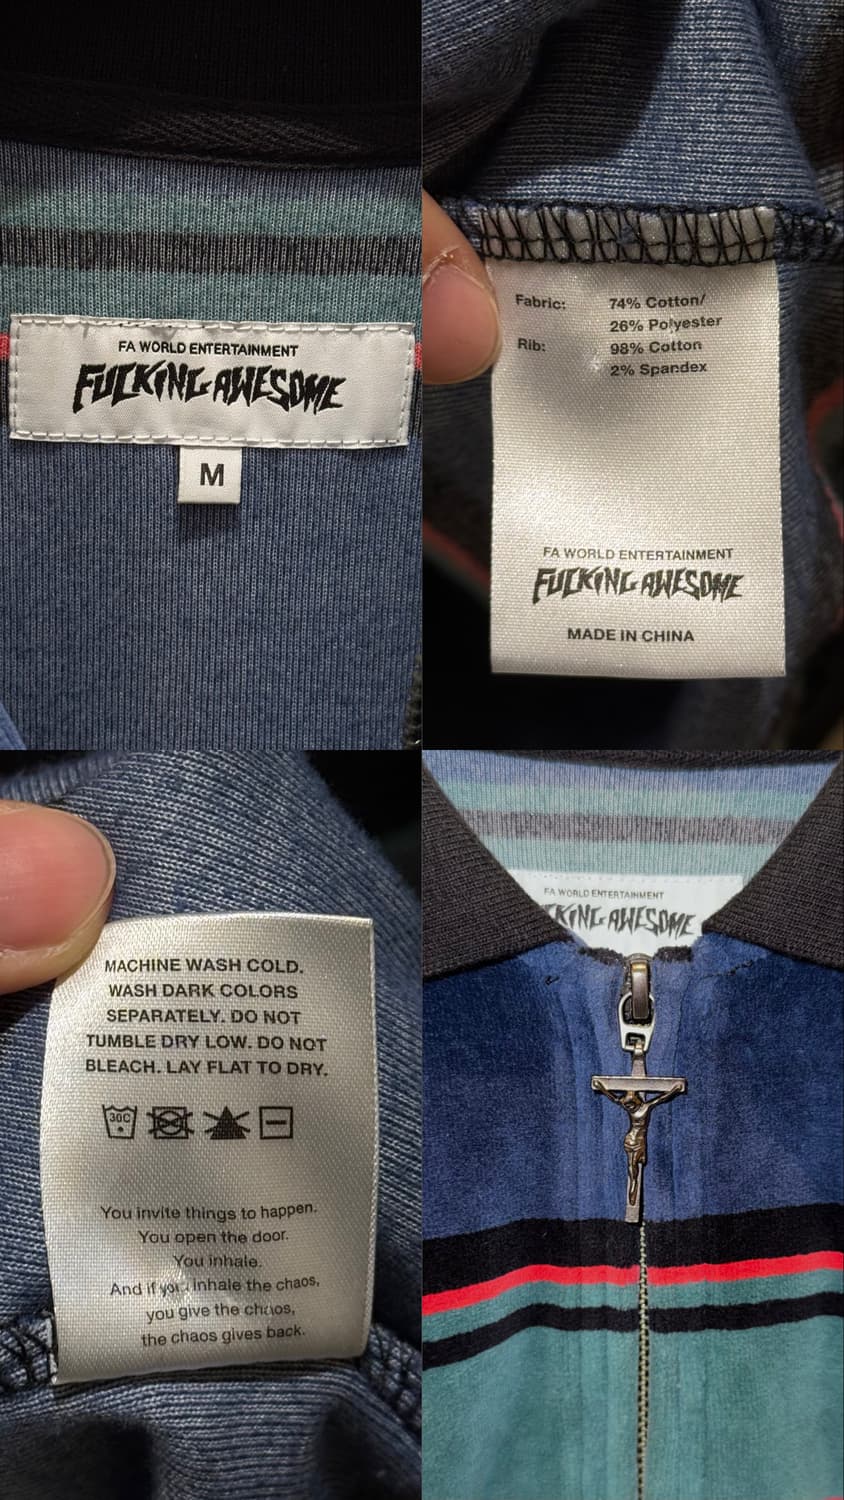 FA WORLD ENTERTAINMENT
FUCKING AWESOME
M
Fabric: 74% Cotton/
26% Polyester
Rib: 98% Cotton
2% Spandex
FA WORLD ENTERTAINMENT
FUCKING AWESOME
MADE IN CHINA
MACHINE WASH COLD.
WASH DARK COLORS
SEPARATELY. DO NOT
TUMBLE DRY LOW. DO NOT
BLEACH. LAY FLAT TO DRY.
30C
You invite things to happen.
You open the door.
You inhale.
And if you inhale the chaos,
you give the chaos,
the chaos gives back.
FA WORLD ENTERTAINMENT
CKING AWESOME